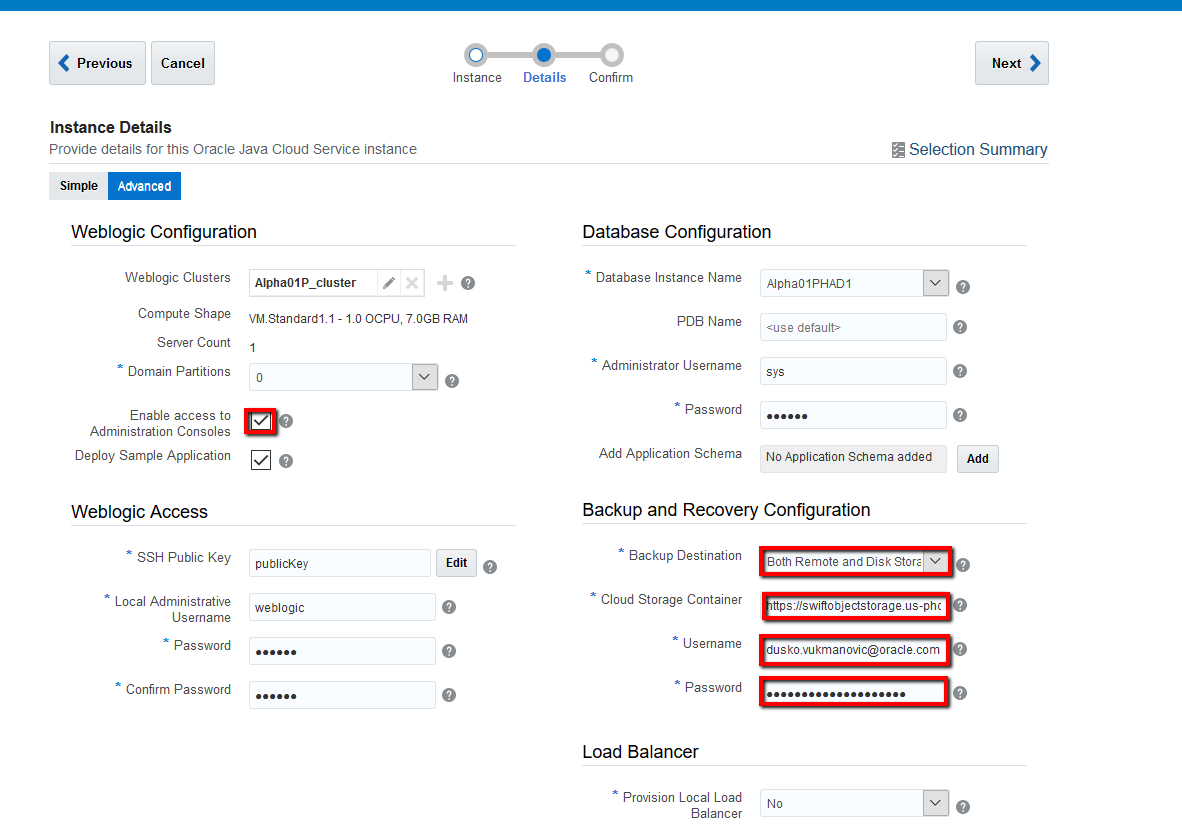 Previous
Cancel
Next
Instance
Details
Confirm
Instance Details
Provide details for this Oracle Java Cloud Service instance
Selection Summary
Simple
Advanced
Weblogic Configuration
Weblogic Clusters
Alpha01P_cluster
?
Compute Shape
VM.Standard1.1 - 1.0 OCPU, 7.0GB RAM
Server Count
1
* Domain Partitions
0
?
Enable access to
Administration Consoles
?
Deploy Sample Application
?
Weblogic Access
* SSH Public Key
publicKey
Edit
?
* Local Administrative
Username
weblogic
?
* Password
●●●●●●
?
* Confirm Password
●●●●●●
?
Database Configuration
* Database Instance Name
Alpha01PHAD1
?
PDB Name
<use default>
?
* Administrator Username
sys
?
* Password
●●●●●●
?
Add Application Schema
No Application Schema added
Add
Backup and Recovery Configuration
* Backup Destination
Both Remote and Disk Stora
?
* Cloud Storage Container
https://swiftobjectstorage.us-pho
?
* Username
dusko.vukmanovic@oracle.com
?
* Password
●●●●●●●●●●●●●●●●●●●●
?
Load Balancer
* Provision Local Load
Balancer
No
?